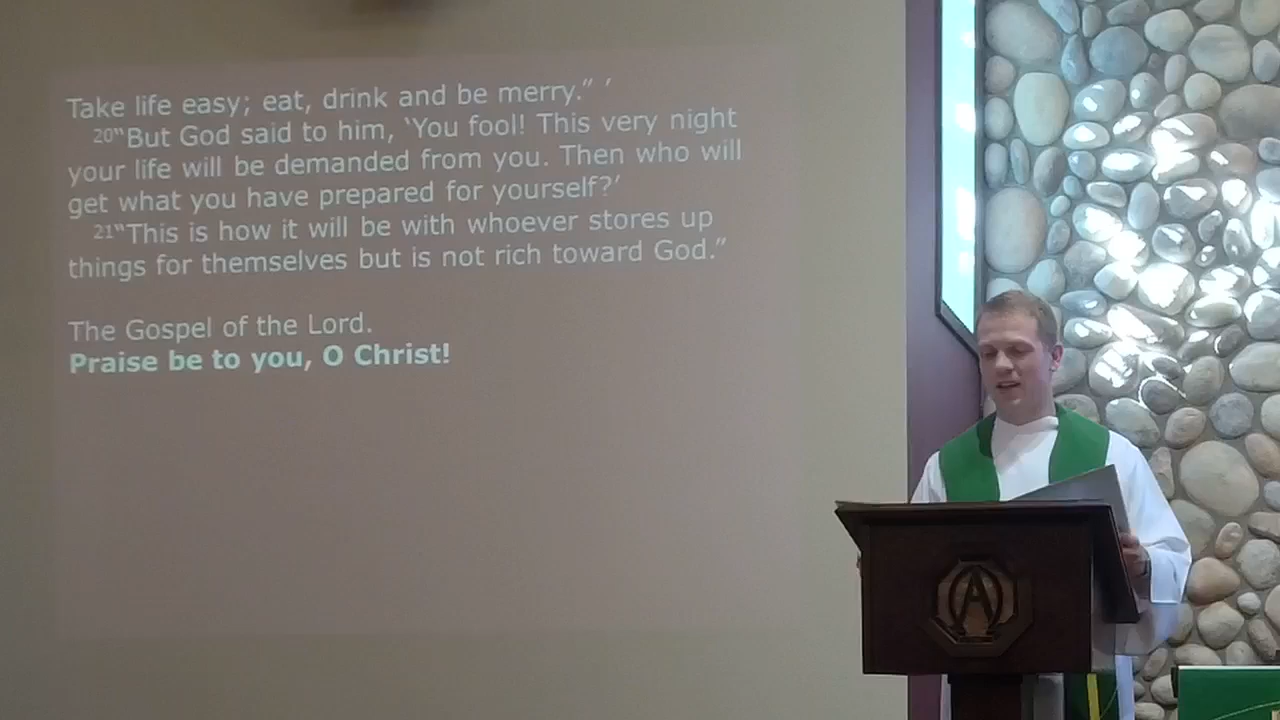 Take life easy; eat, drink and be merry.” ’
20“But God said to him, ‘You fool! This very night
your life will be demanded from you. Then who will
get what you have prepared for yourself?’
21“This is how it will be with whoever stores up
things for themselves but is not rich toward God.”
The Gospel of the Lord.
Praise be to you, O Christ!